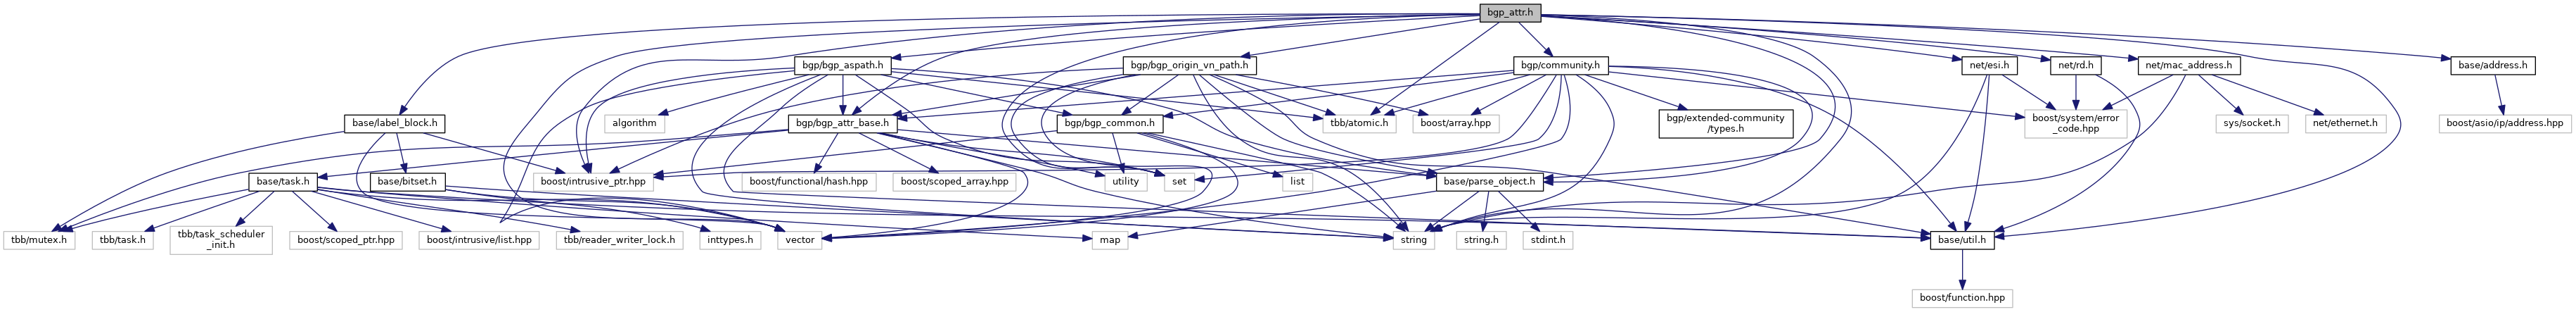 bgp_attr.h
bgp/bgp_aspath.h
bgp/bgp_origin_vn_path.h
bgp/community.h
net/esi.h
net/rd.h
net/mac_address.h
base/address.h
base/label_block.h
algorithm
bgp/bgp_attr_base.h
bgp/bgp_common.h
tbb/atomic.h
boost/array.hpp
bgp/extended-community
/types.h
boost/system/error
_code.hpp
sys/socket.h
net/ethernet.h
boost/asio/ip/address.hpp
base/task.h
base/bitset.h
boost/intrusive_ptr.hpp
boost/functional/hash.hpp
boost/scoped_array.hpp
utility
set
list
base/parse_object.h
tbb/mutex.h
tbb/task.h
tbb/task_scheduler
_init.h
boost/scoped_ptr.hpp
boost/intrusive/list.hpp
tbb/reader_writer_lock.h
inttypes.h
vector
map
string
string.h
stdint.h
base/util.h
boost/function.hpp